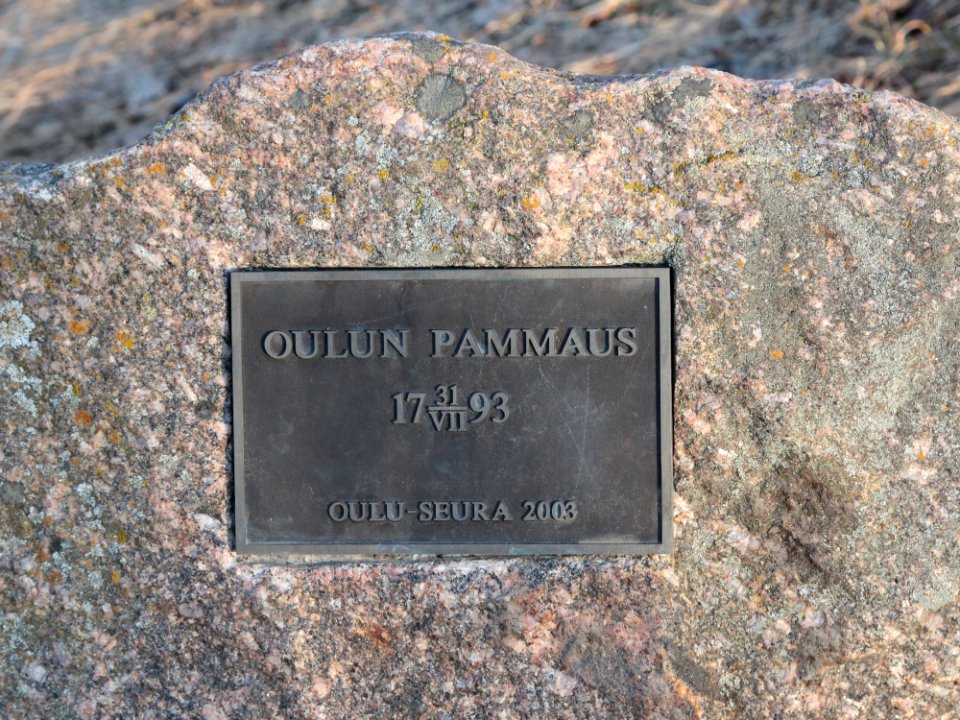 OULUN PAMMAUS
17 31/VII 93
OULU-SEURA 2003